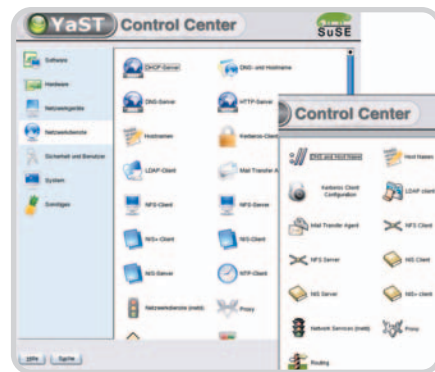 YaST Control Center
SuSE
Software
Hardware
Netzwerkgeräte
Netzwerkdienste
Sicherheit und Benutzer
System
Sonstiges
DHCP-Server
DNS- und Hostname
DNS-Server
HTTP-Server
Hostnamen
Kerberos-Client
LDAP-Client
Mail Transfer A
NFS-Client
NFS-Server
NIS+-Client
NIS-Client
NIS-Server
NTP-Client
Netzwerkdienste (inetd)
Proxy
Hilfe
Suche
Control Center
DNS and Host Name
Host Names
Kerberos Client
Configuration
LDAP client
Mail Transfer Agent
NFS Client
NFS Server
NIS Client
NIS Server
NIS+ client
Network Services (inetd)
Proxy
Routing